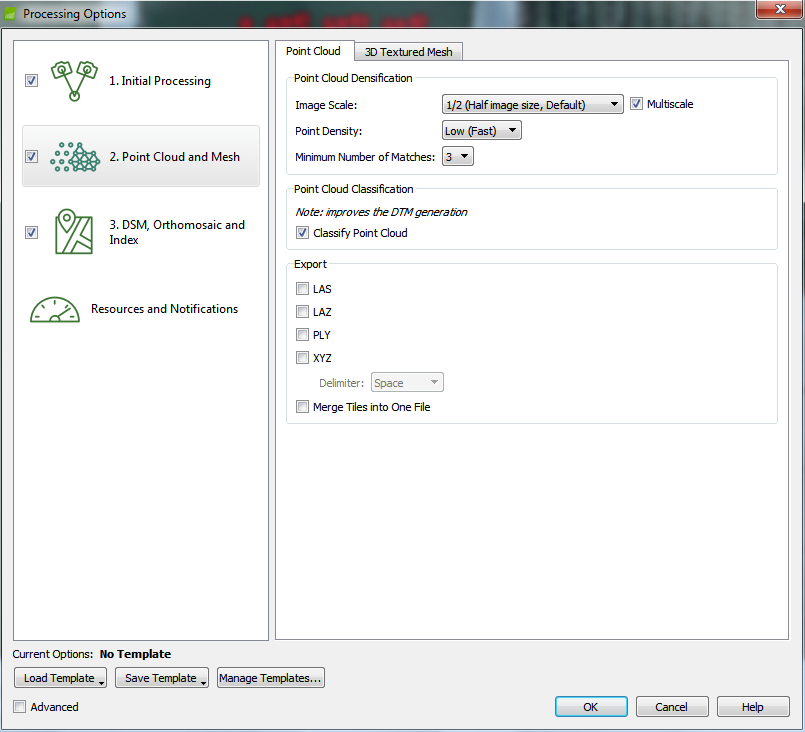 Processing Options
1. Initial Processing
2. Point Cloud and Mesh
3. DSM, Orthomosaic and
Index
Resources and Notifications
Point Cloud
3D Textured Mesh
Point Cloud Densification
Image Scale: 1/2 (Half image size, Default) Multiscale
Point Density: Low (Fast)
Minimum Number of Matches: 3
Point Cloud Classification
Note: improves the DTM generation
Classify Point Cloud
Export
LAS
LAZ
PLY
XYZ
Delimiter: Space
Merge Tiles into One File
Current Options: No Template
Load Template Save Template Manage Templates...
Advanced
OK Cancel Help